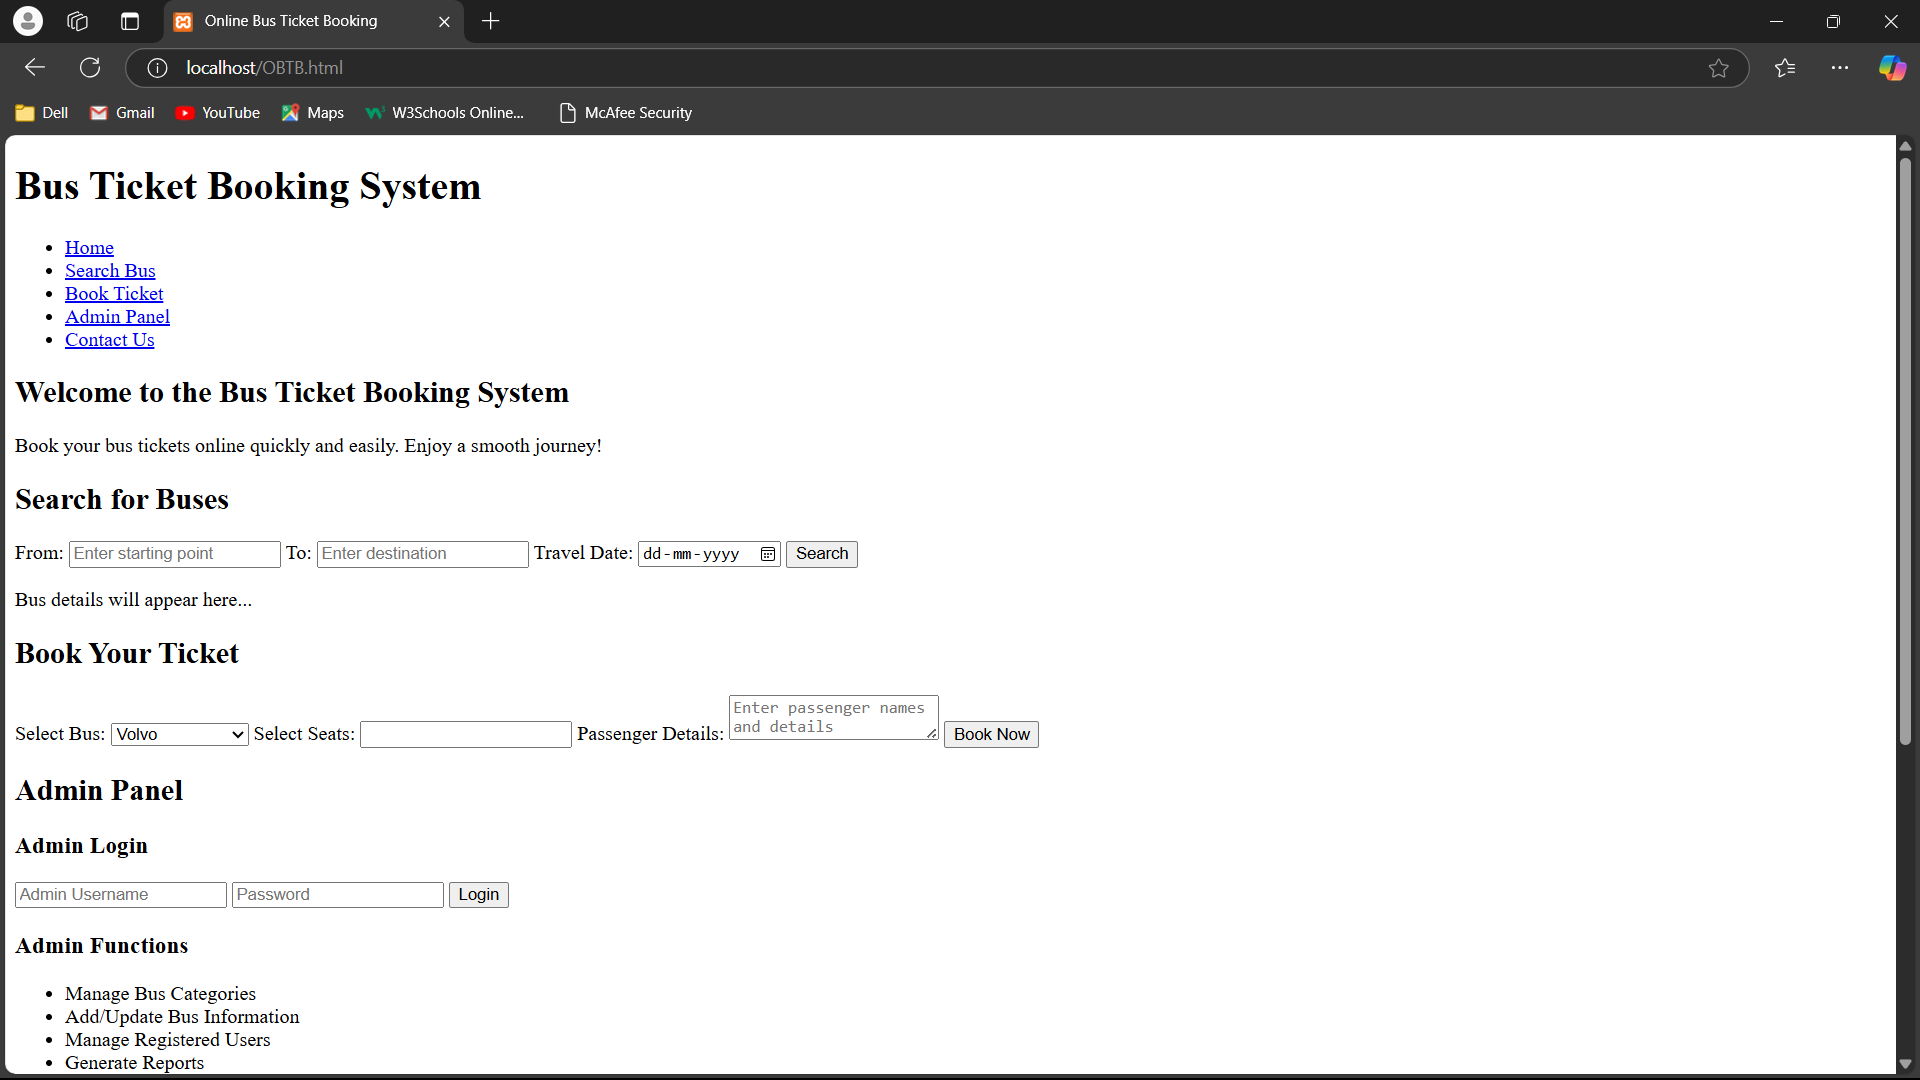 Online Bus Ticket Booking
localhost/OBTB.html
Dell Gmail YouTube Maps W3Schools Online... McAfee Security
Bus Ticket Booking System
Home
Search Bus
Book Ticket
Admin Panel
Contact Us
Welcome to the Bus Ticket Booking System
Book your bus tickets online quickly and easily. Enjoy a smooth journey!
Search for Buses
From: Enter starting point To: Enter destination Travel Date: dd-mm-yyyy Search
Bus details will appear here...
Book Your Ticket
Select Bus: Volvo Select Seats: Passenger Details: Enter passenger names
and details Book Now
Admin Panel
Admin Login
Admin Username Password Login
Admin Functions
Manage Bus Categories
Add/Update Bus Information
Manage Registered Users
Generate Reports